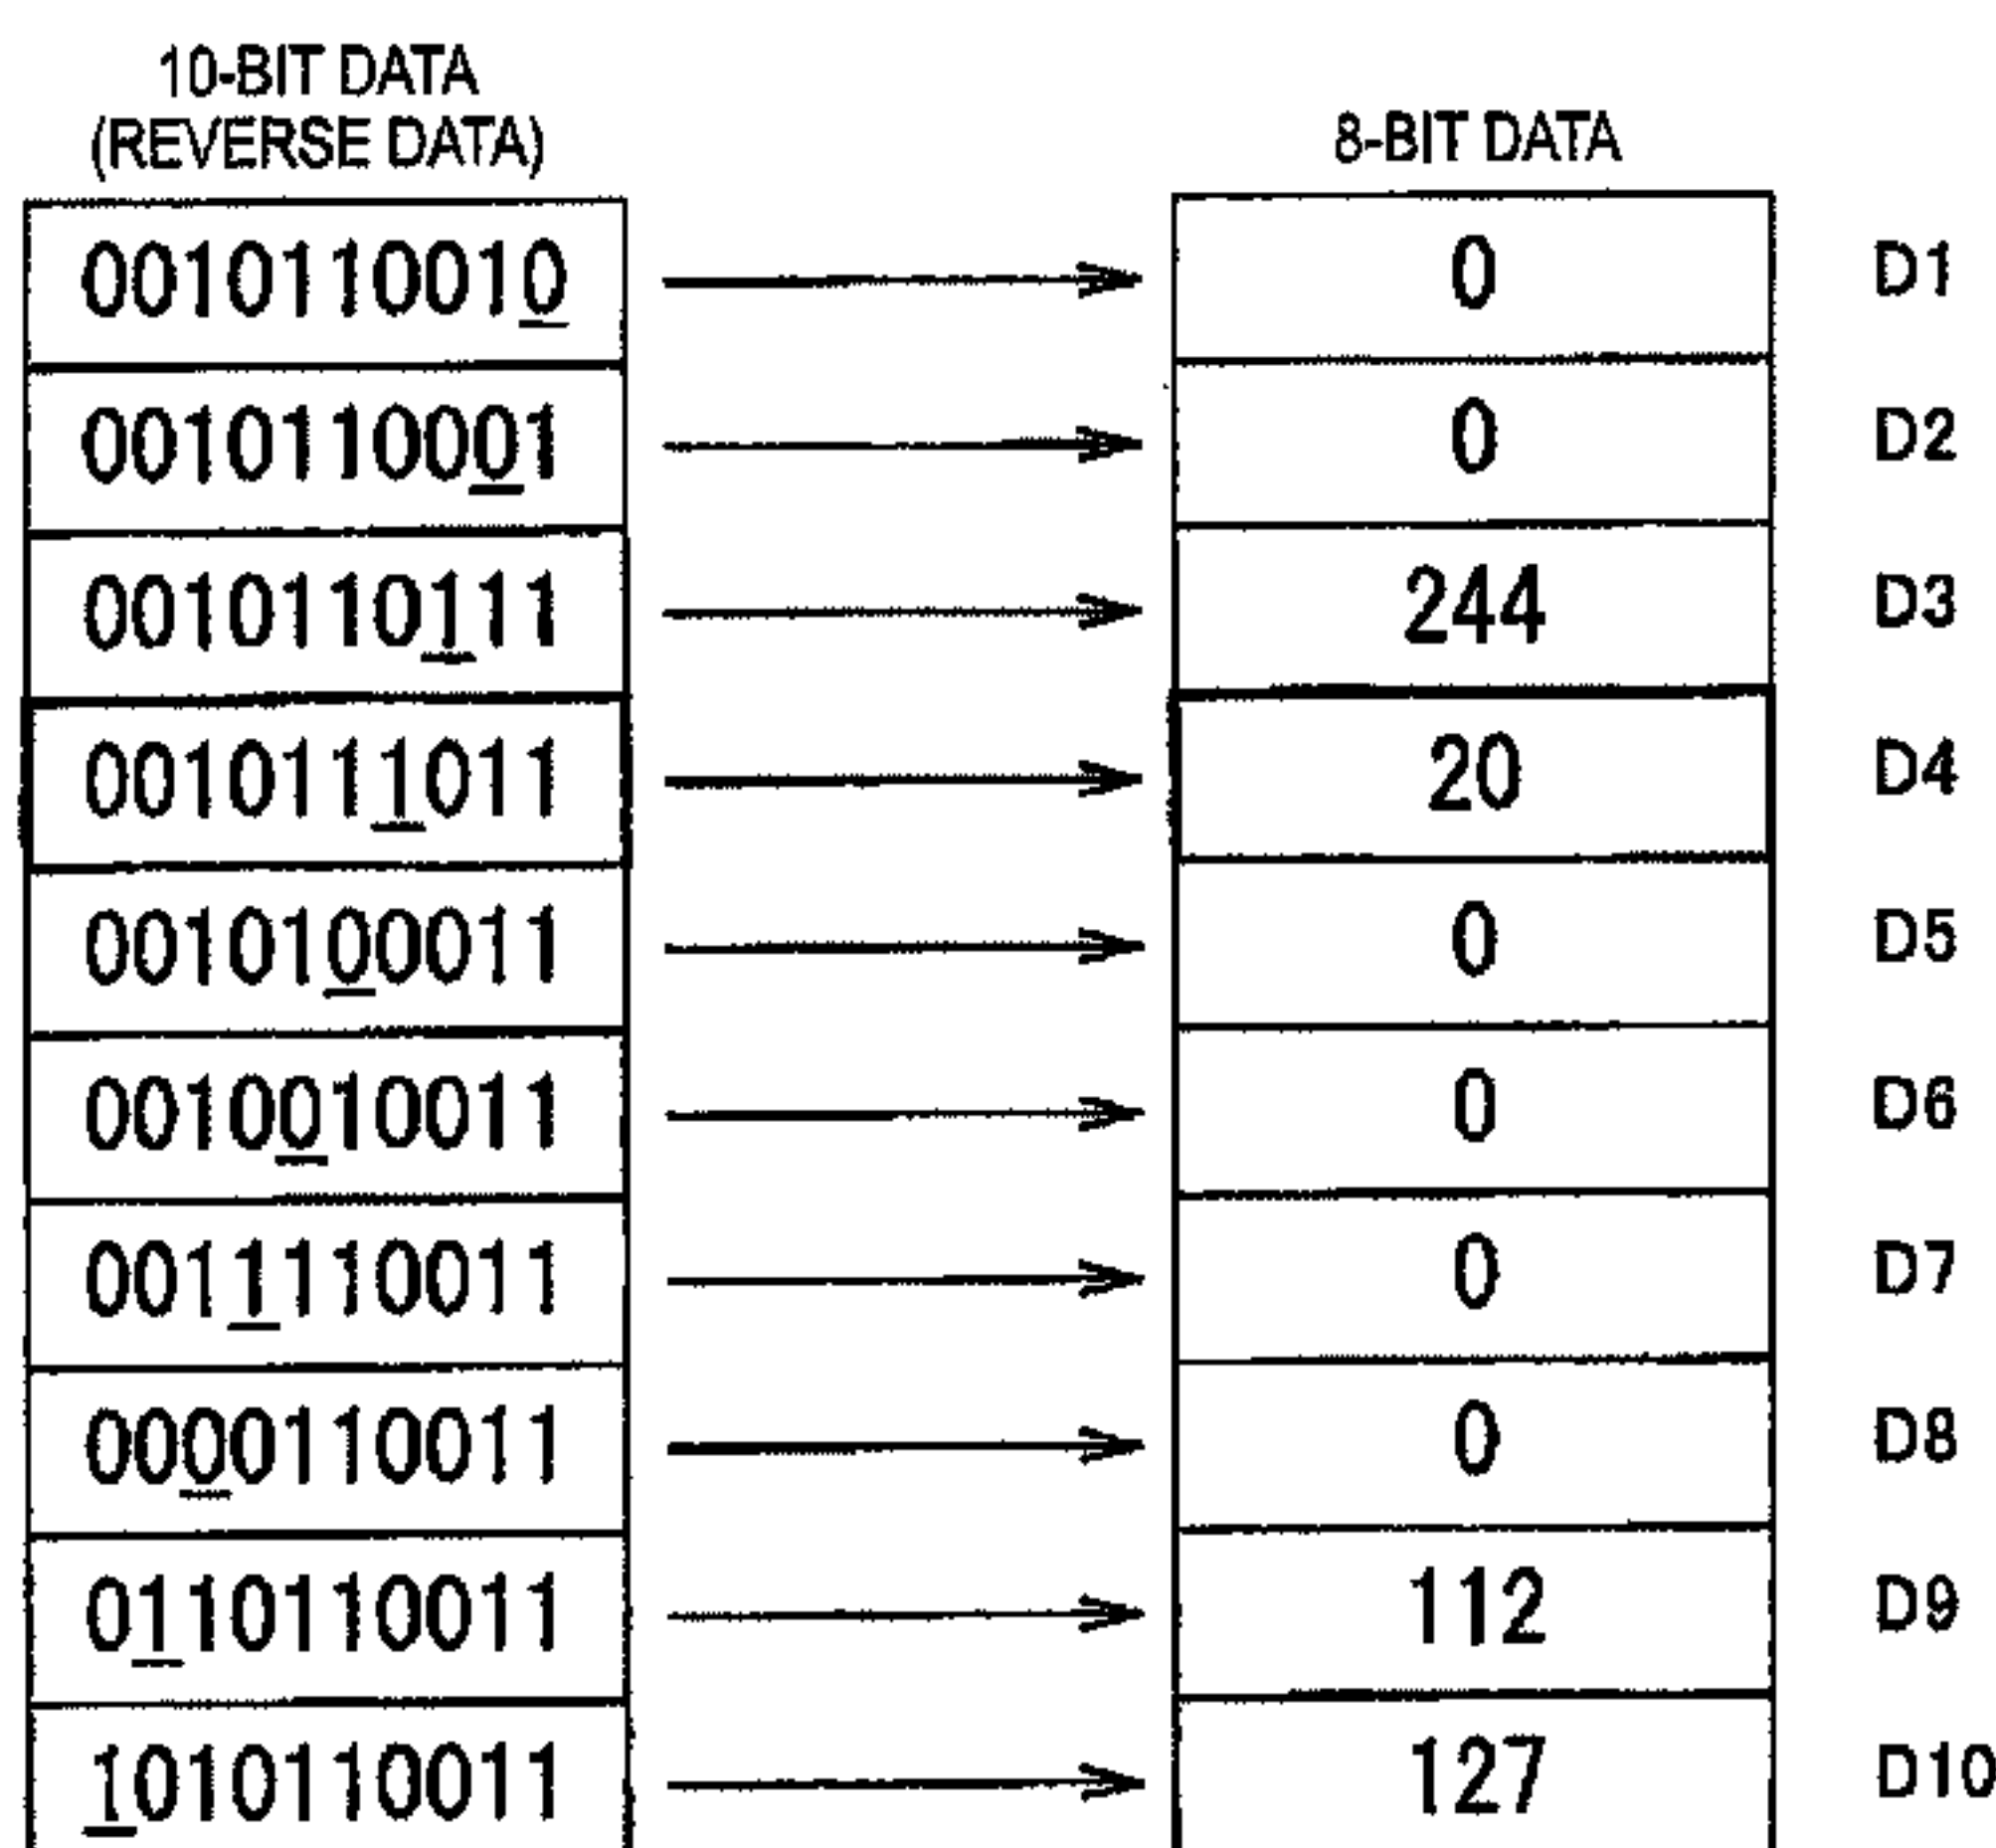 10-BIT DATA
(REVERSE DATA)
8-BIT DATA
0010110010 0 D1
0010110001 0 D2
0010110111 244 D3
0010111011 20 D4
0010100011 0 D5
0010010011 0 D6
0011110011 0 D7
0000110011 0 D8
0110110011 112 D9
1010110011 127 D10